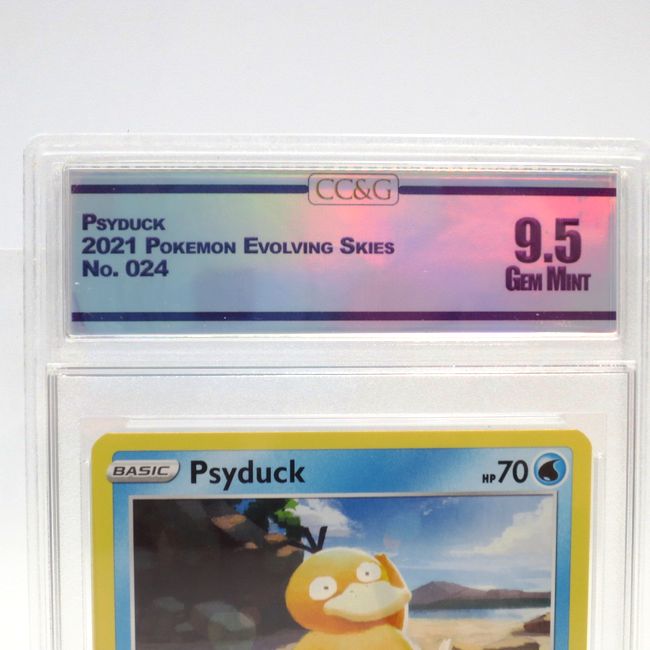 CC&G
PSYDUCK
2021 POKEMON EVOLVING SKIES
NO. 024
9.5
GEM MINT
BASIC
Psyduck
HP 70